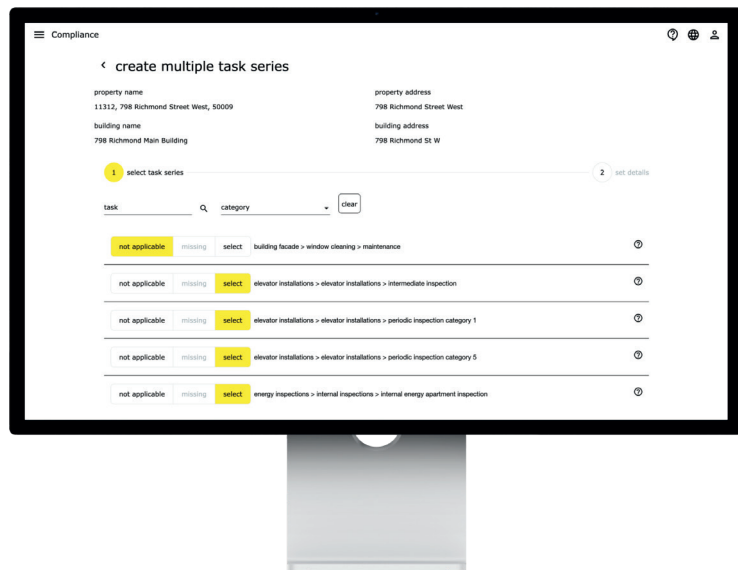 Compliance
create multiple task series
property name
property address
11312, 798 Richmond Street West, 50009
798 Richmond Street West
building name
building address
798 Richmond Main Building
798 Richmond St W
1 select task series
2 set details
task
category
clear
not applicable missing select building facade > window cleaning > maintenance
not applicable missing select elevator installations > elevator installations > intermediate inspection
not applicable missing select elevator installations > elevator installations > periodic inspection category 1
not applicable missing select elevator installations > elevator installations > periodic inspection category 5
not applicable missing select energy inspections > internal inspections > internal energy apartment inspection